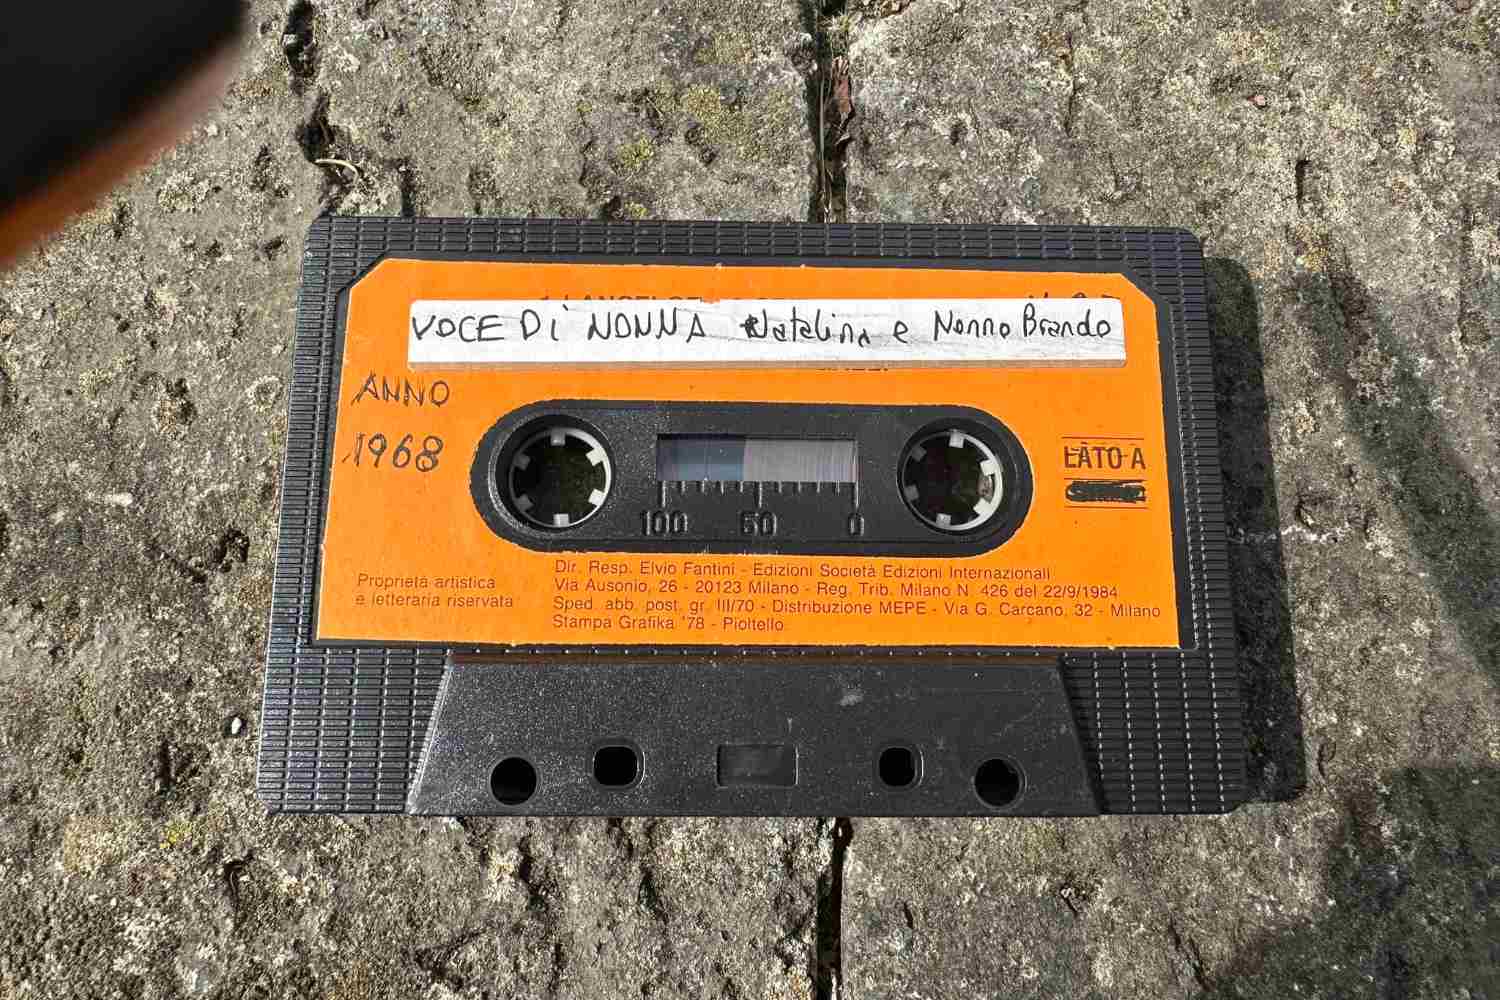 VOCE Di NONNA Natalina e Nonno Brando
ANNO
1968
LATO A
100 50 0
Proprietà artistica
e letteraria riservata
Dir. Resp. Elvio Fantini - Edizioni Società Edizioni Internazionali
Via Ausonio, 26 - 20123 Milano - Reg. Trib. Milano N. 426 del 22/9/1984
Sped. abb. post. gr. III/70 - Distribuzione MEPE - Via G. Carcano, 32 - Milano
Stampa Grafika '78 - Pioltello